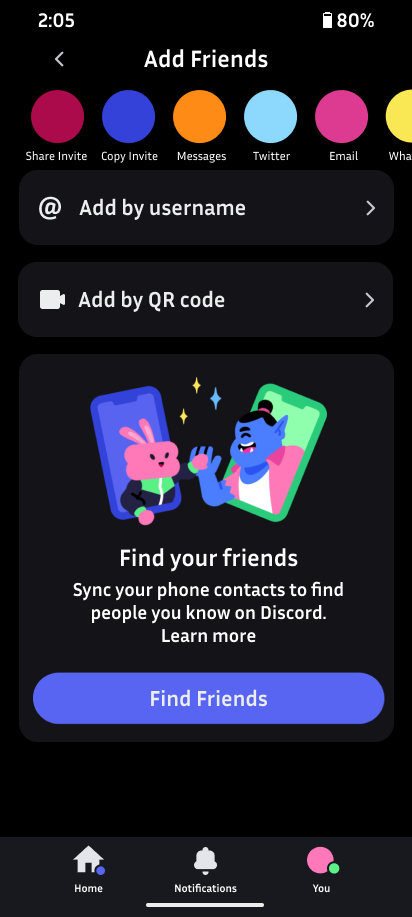 2:05 80%
Add Friends
Share Invite Copy Invite Messages Twitter Email
@ Add by username
Add by QR code
Find your friends
Sync your phone contacts to find
people you know on Discord.
Learn more
Find Friends
Home Notifications You